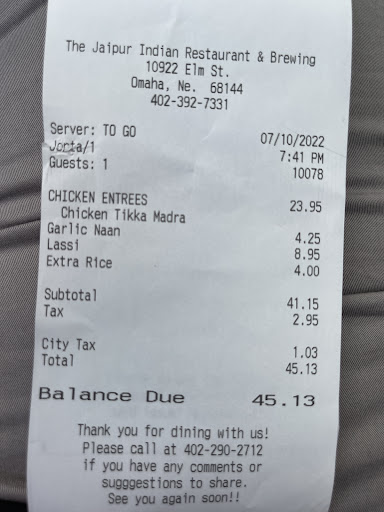 The Jaipur Indian Restaurant & Brewing
10922 Elm St.
Omaha, Ne. 68144
402-392-7331
Server: TO GO 07/10/2022
Jorta/1 7:41 PM
Guests: 1 10078
CHICKEN ENTREES 23.95
Chicken Tikka Madra
Garlic Naan 4.25
Lassi 8.95
Extra Rice 4.00
Subtotal 41.15
Tax 2.95
City Tax 1.03
Total 45.13
Balance Due 45.13
Thank you for dining with us!
Please call at 402-290-2712
if you have any comments or
sugggestions to share.
See you again soon!!